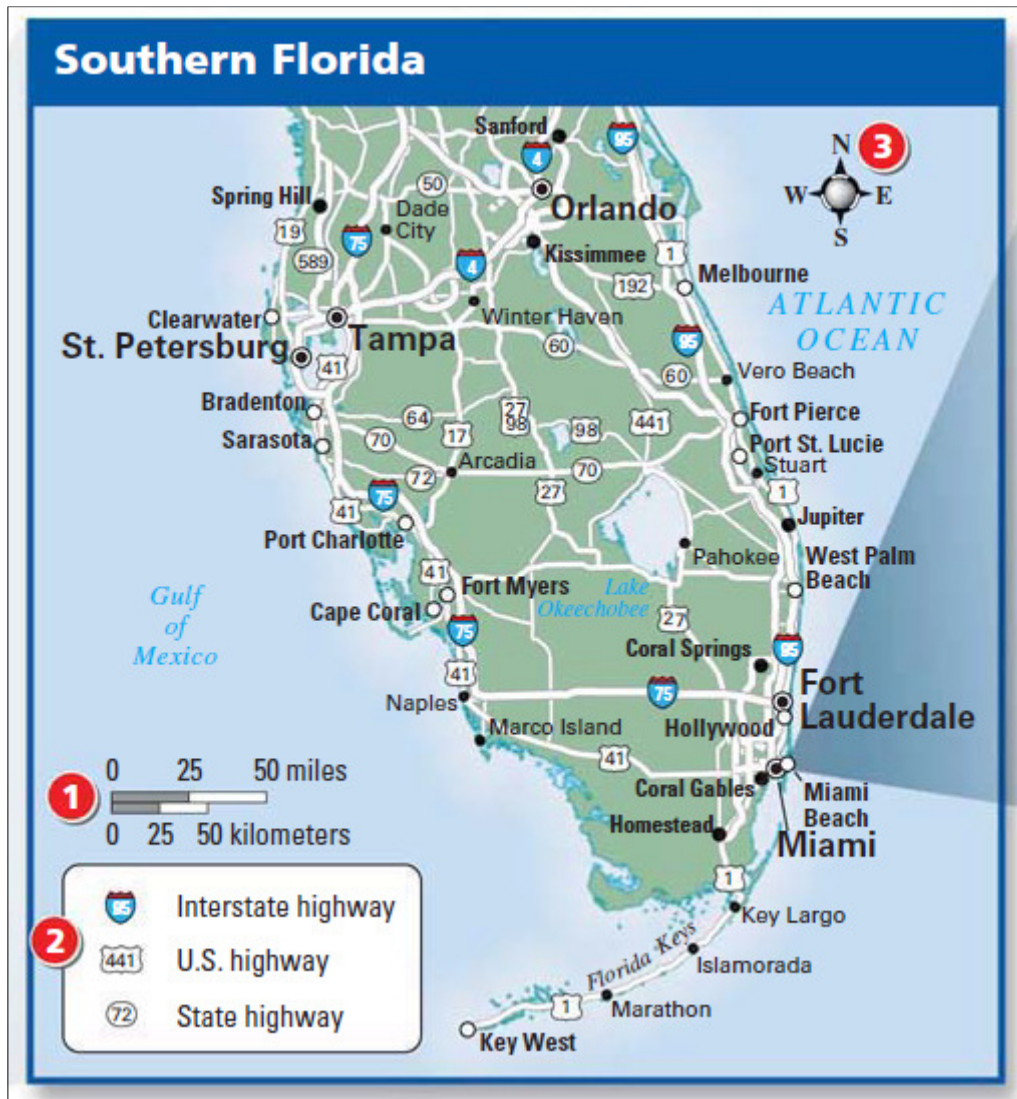 Southern Florida
N
3
W
E
S
Sanford
95
4
50
Orlando
Spring Hill
Dade
City
19
75
589
4
Kissimmee
1
192
Melbourne
ATLANTIC
OCEAN
Clearwater
Tampa
Winter Haven
St. Petersburg
41
60
95
60
Vero Beach
Bradenton
64
27
98
Fort Pierce
70
17
98
441
Sarasota
Port St. Lucie
Arcadia
70
Stuart
72
75
27
1
41
Jupiter
Port Charlotte
Pahokee
West Palm
Beach
41
Fort Myers
Lake
Okeechobee
Gulf
of
Mexico
Cape Coral
27
75
95
Coral Springs
41
75
Fort
Lauderdale
Naples
Hollywood
Marco Island
41
0 25 50 miles
1
0 25 50 kilometers
Coral Gables
Miami
Beach
Homestead
Miami
1
Key Largo
Florida Keys
Islamorada
Marathon
1
Key West
2
95
Interstate highway
441
U.S. highway
72
State highway